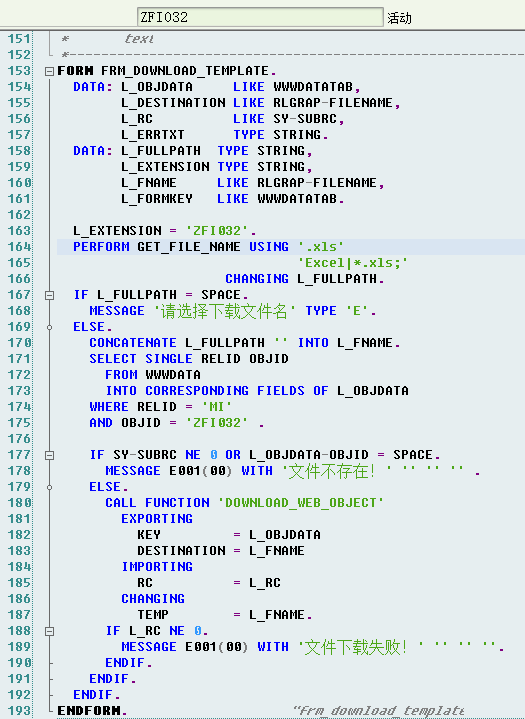 ZFI032 活动
151 * text
152 *----------------------------------------------------------------------
153 FORM FRM_DOWNLOAD_TEMPLATE.
154 DATA: L_OBJDATA LIKE WWWDATATAB,
155 L_DESTINATION LIKE RLGRAP-FILENAME,
156 L_RC LIKE SY-SUBRC,
157 L_ERRTXT TYPE STRING.
158 DATA: L_FULLPATH TYPE STRING,
159 L_EXTENSION TYPE STRING,
160 L_FNAME LIKE RLGRAP-FILENAME,
161 L_FORMKEY LIKE WWWDATATAB.
162
163 L_EXTENSION = 'ZFI032'.
164 PERFORM GET_FILE_NAME USING '.xls'
165 'Excel|*.xls;'
166 CHANGING L_FULLPATH.
167 IF L_FULLPATH = SPACE.
168 MESSAGE '请选择下载文件名' TYPE 'E'.
169 ELSE.
170 CONCATENATE L_FULLPATH '' INTO L_FNAME.
171 SELECT SINGLE RELID OBJID
172 FROM WWWDATA
173 INTO CORRESPONDING FIELDS OF L_OBJDATA
174 WHERE RELID = 'MI'
175 AND OBJID = 'ZFI032' .
176
177 IF SY-SUBRC NE 0 OR L_OBJDATA-OBJID = SPACE.
178 MESSAGE E001(00) WITH '文件不存在! ' '' '' '' .
179 ELSE.
180 CALL FUNCTION 'DOWNLOAD_WEB_OBJECT'
181 EXPORTING
182 KEY = L_OBJDATA
183 DESTINATION = L_FNAME
184 IMPORTING
185 RC = L_RC
186 CHANGING
187 TEMP = L_FNAME.
188 IF L_RC NE 0.
189 MESSAGE E001(00) WITH '文件下载失败! ' '' '' ''.
190 ENDIF.
191 ENDIF.
192 ENDIF.
193 ENDFORM. "frm_download_template